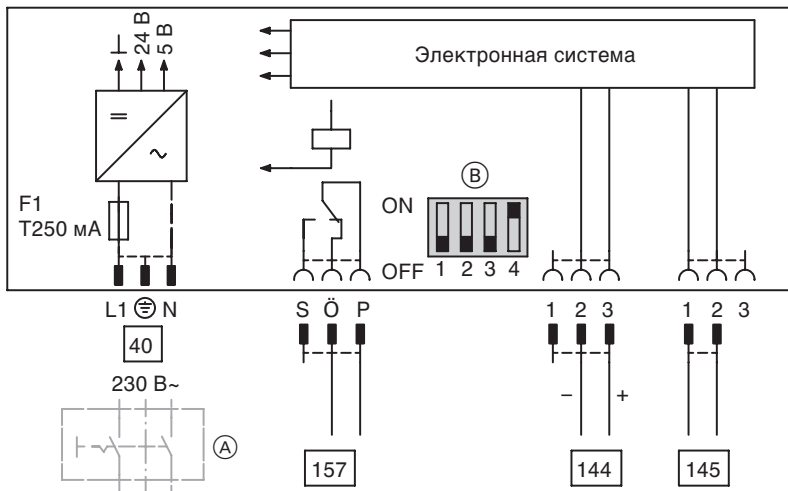 ⊥ 24 В 5 В
Электронная система
= ~
F1
T250 мА
Ⓑ
ON
OFF 1 2 3 4
L1 N
S Ö P
1 2 3
1 2 3
40
230 В~
Ⓐ
– +
157
144
145